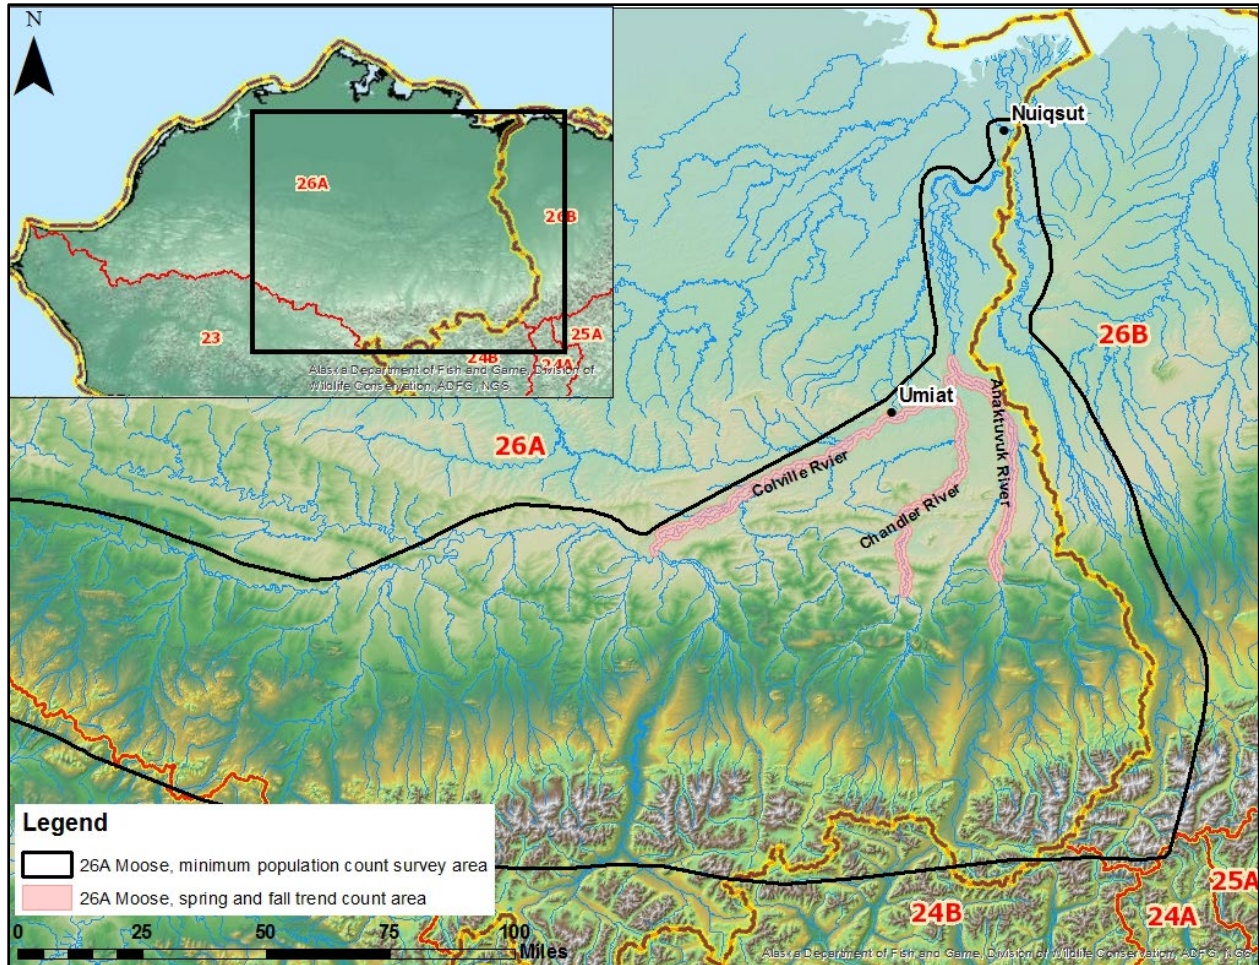 N
26A
26B
23
24B
24A
25A
Alaska Department of Fish and Game, Division of
Wildlife Conservation, ADFG, NGS
Nuiqsut
26B
Umiat
26A
Anaktuvuk River
Colville Rvier
Chandler River
Legend
26A Moose, minimum population count survey area
26A Moose, spring and fall trend count area
25A
24B
24A
0 25 50 100
Miles
Alaska Department of Fish and Game, Division of Wildlife Conservation, ADFG, NGS